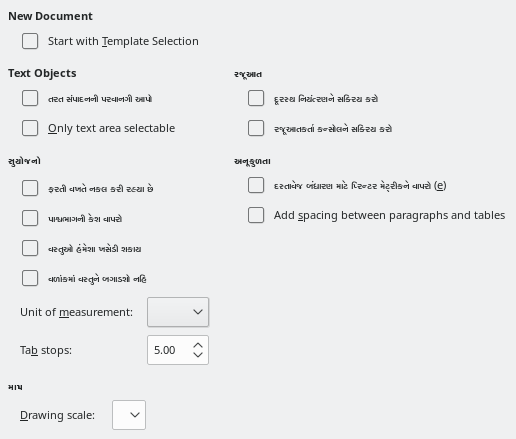 New Document
Start with Template Selection
Text Objects
તરત સંપાદનની પરવાનગી આપો
Only text area selectable
રજૂઆત
દૂરસ્થ નિયંત્રણને સક્રિય કરો
રજૂઆતકર્તા કન્સોલને સક્રિય કરો
સુયોજનો
ફરતી વખતે નકલ કરી રહ્યા છે
પાશ્વભાગની કેશ વાપરો
વસ્તુઓ હંમેશા ખસેડી શકાય
વળાંકમાં વસ્તુને બગાડશો નહિં
અનૂકુળતા
દસ્તાવેજ બંધારણ માટે પ્રિન્ટર મેટ્રીકને વાપરો (e)
Add spacing between paragraphs and tables
Unit of measurement:
Tab stops: 5.00
માપ
Drawing scale: